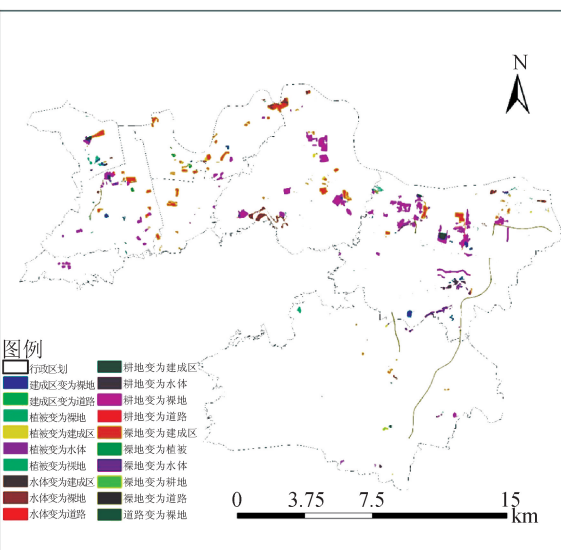 N
图例
行政区划
建成区变为裸地
建成区变为道路
植被变为裸地
植被变为建成区
植被变为水体
植被变为裸地
水体变为建成区
水体变为裸地
水体变为道路
耕地变为建成区
耕地变为水体
耕地变为裸地
耕地变为道路
裸地变为建成区
裸地变为植被
裸地变为水体
裸地变为耕地
裸地变为道路
道路变为裸地
0 3.75 7.5 15
km